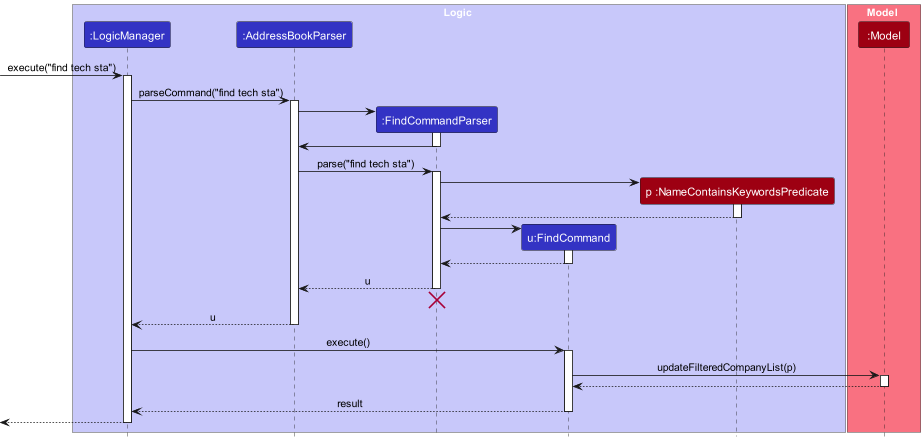 Logic
Model
:LogicManager
:AddressBookParser
:Model
execute("find tech sta")
parseCommand("find tech sta")
:FindCommandParser
parse("find tech sta")
p :NameContainsKeywordsPredicate
u:FindCommand
u
u
execute()
updateFilteredCompanyList(p)
result